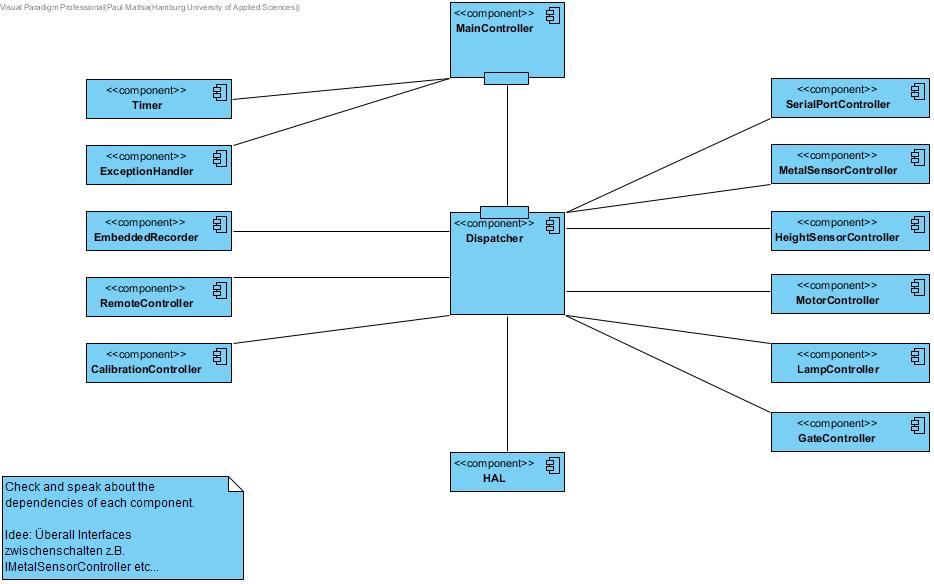 Visual Paradigm Professional(Paul Mathia(Hamburg University of Applied Sciences))
<<component>>
MainController
<<component>>
Timer
<<component>>
ExceptionHandler
<<component>>
EmbeddedRecorder
<<component>>
RemoteController
<<component>>
CalibrationController
<<component>>
Dispatcher
<<component>>
HAL
<<component>>
SerialPortController
<<component>>
MetalSensorController
<<component>>
HeightSensorController
<<component>>
MotorController
<<component>>
LampController
<<component>>
GateController
Check and speak about the
dependencies of each component.
Idee: Überall Interfaces
zwischenschalten z.B.
IMetalSensorController etc...